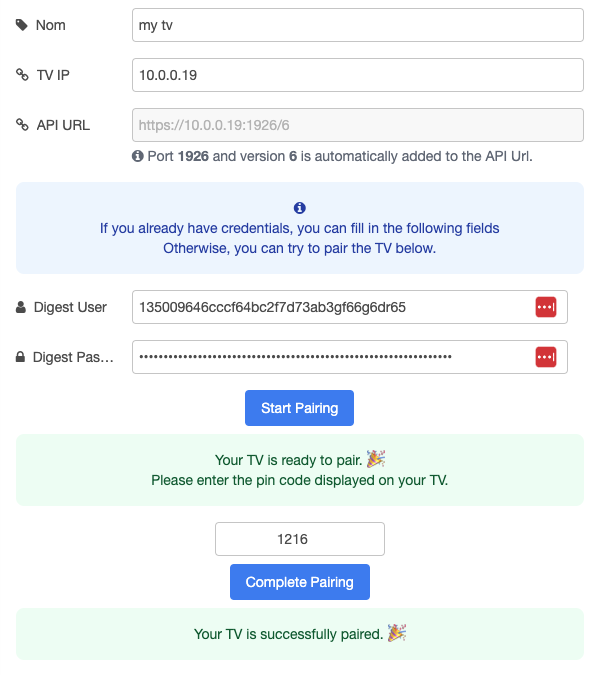 Nom
my tv
TV IP
10.0.0.19
API URL
https://10.0.0.19:1926/6
Port 1926 and version 6 is automatically added to the API Url.
If you already have credentials, you can fill in the following fields
Otherwise, you can try to pair the TV below.
Digest User
135009646cccf64bc2f7d73ab3gf66g6dr65
Digest Pas…
Start Pairing
Your TV is ready to pair. 🎉
Please enter the pin code displayed on your TV.
1216
Complete Pairing
Your TV is successfully paired. 🎉